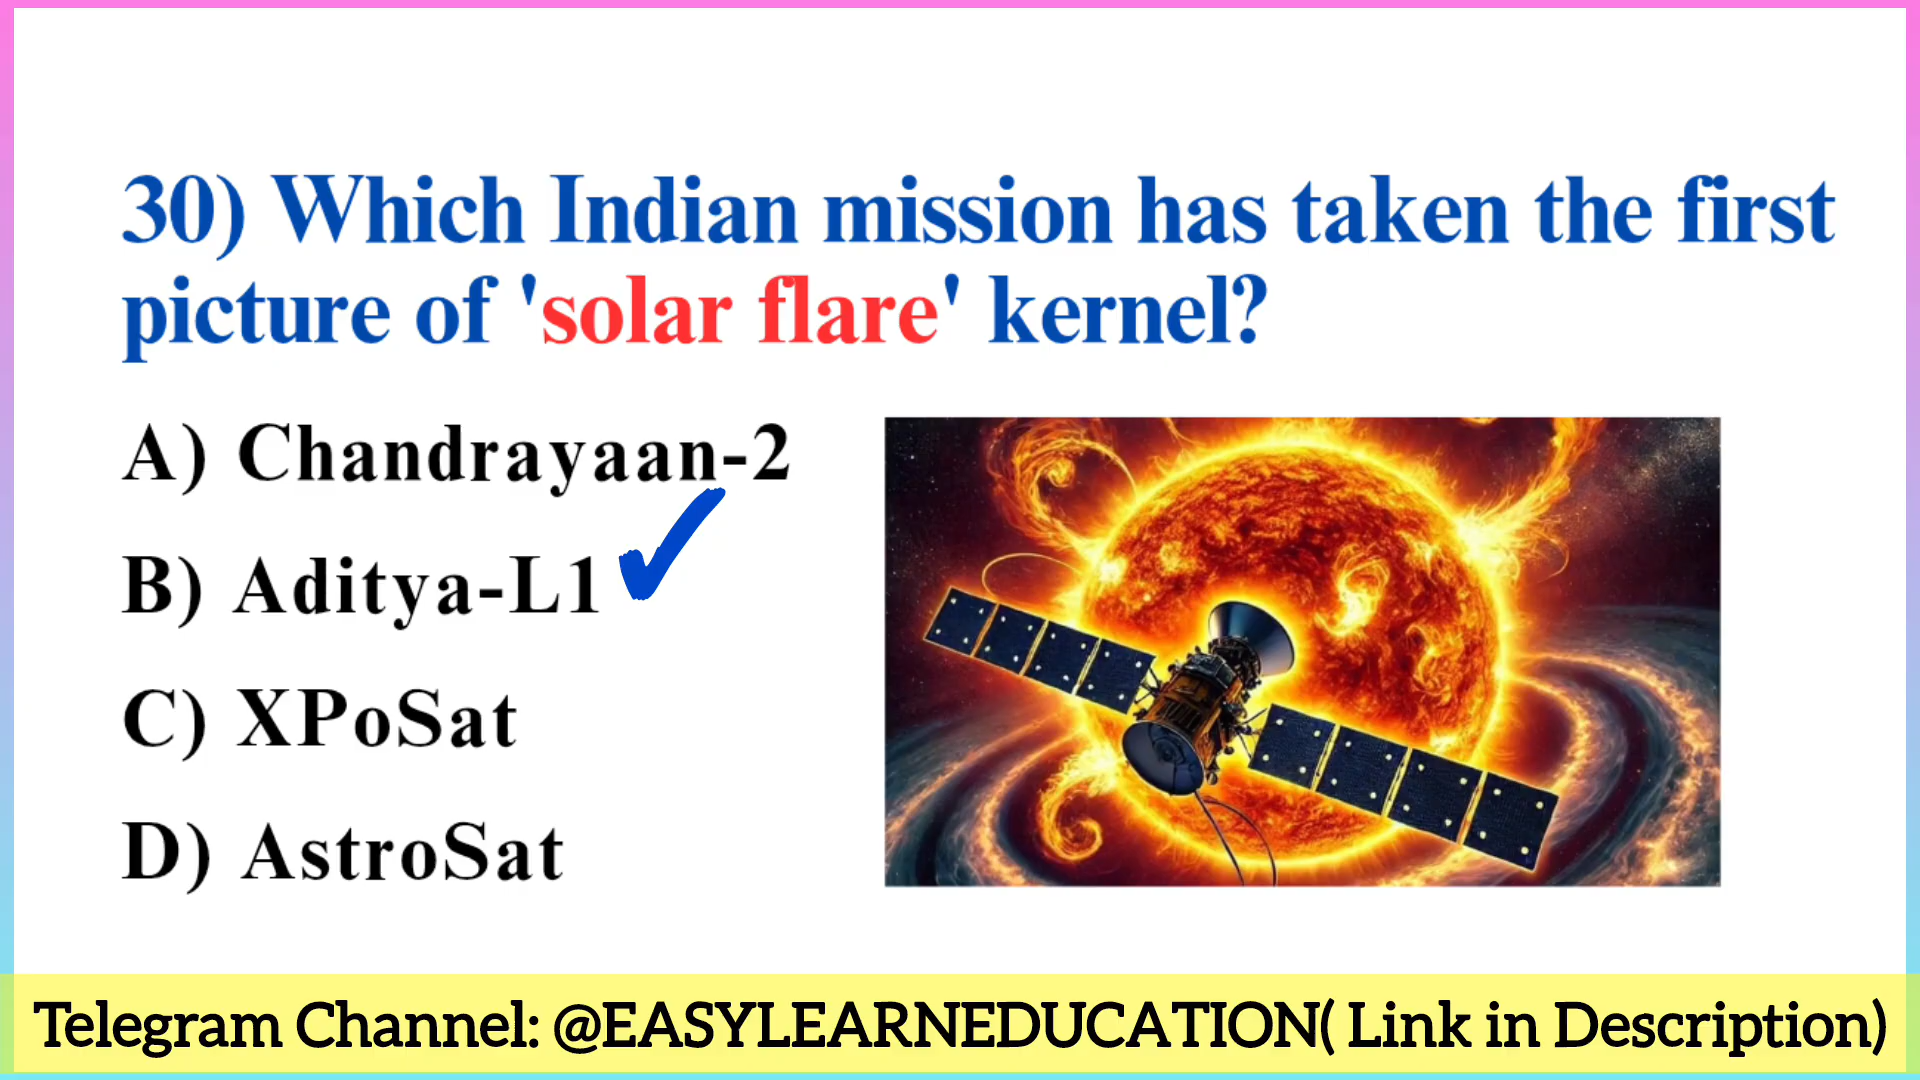 30) Which Indian mission has taken the first
picture of 'solar flare' kernel?
A) Chandrayaan-2
B) Aditya-L1
C) XPoSat
D) AstroSat
Telegram Channel: @EASYLEARNEDUCATION( Link in Description)